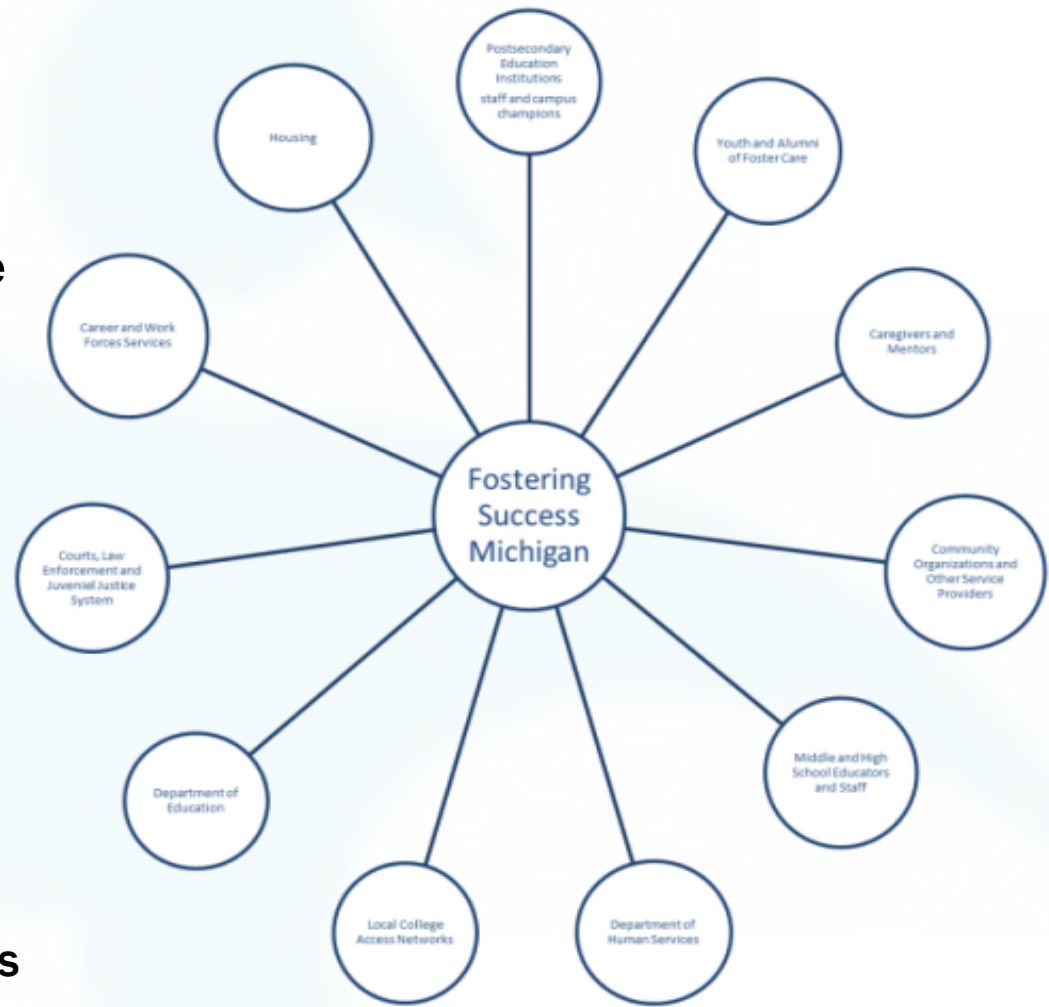 Postsecondary
Education
Institutions
staff and campus
champions
Housing
Youth and Alumni
of Foster Care
e
Career and Work
Forces Services
Caregivers and
Mentors
Fostering
Success
Michigan
Courts, Law
Enforcement and
Juveniel Justice
System
Community
Organizations and
Other Service
Providers
Middle and High
School Educators
and Staff
Department of
Education
Local College
Access Networks
Department of
Human Services
s